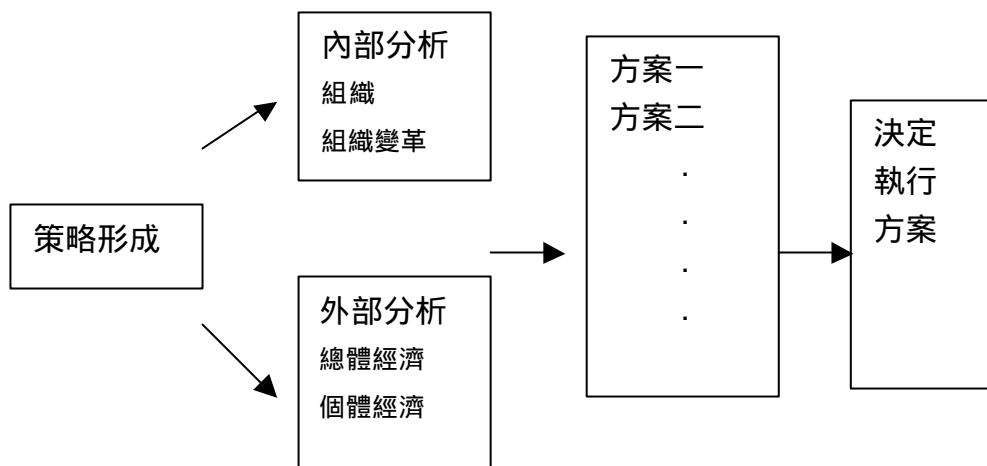 策略形成
內部分析
組織
組織變革
外部分析
總體經濟
個體經濟
方案一
方案二
.
.
.
.
決定
執行
方案